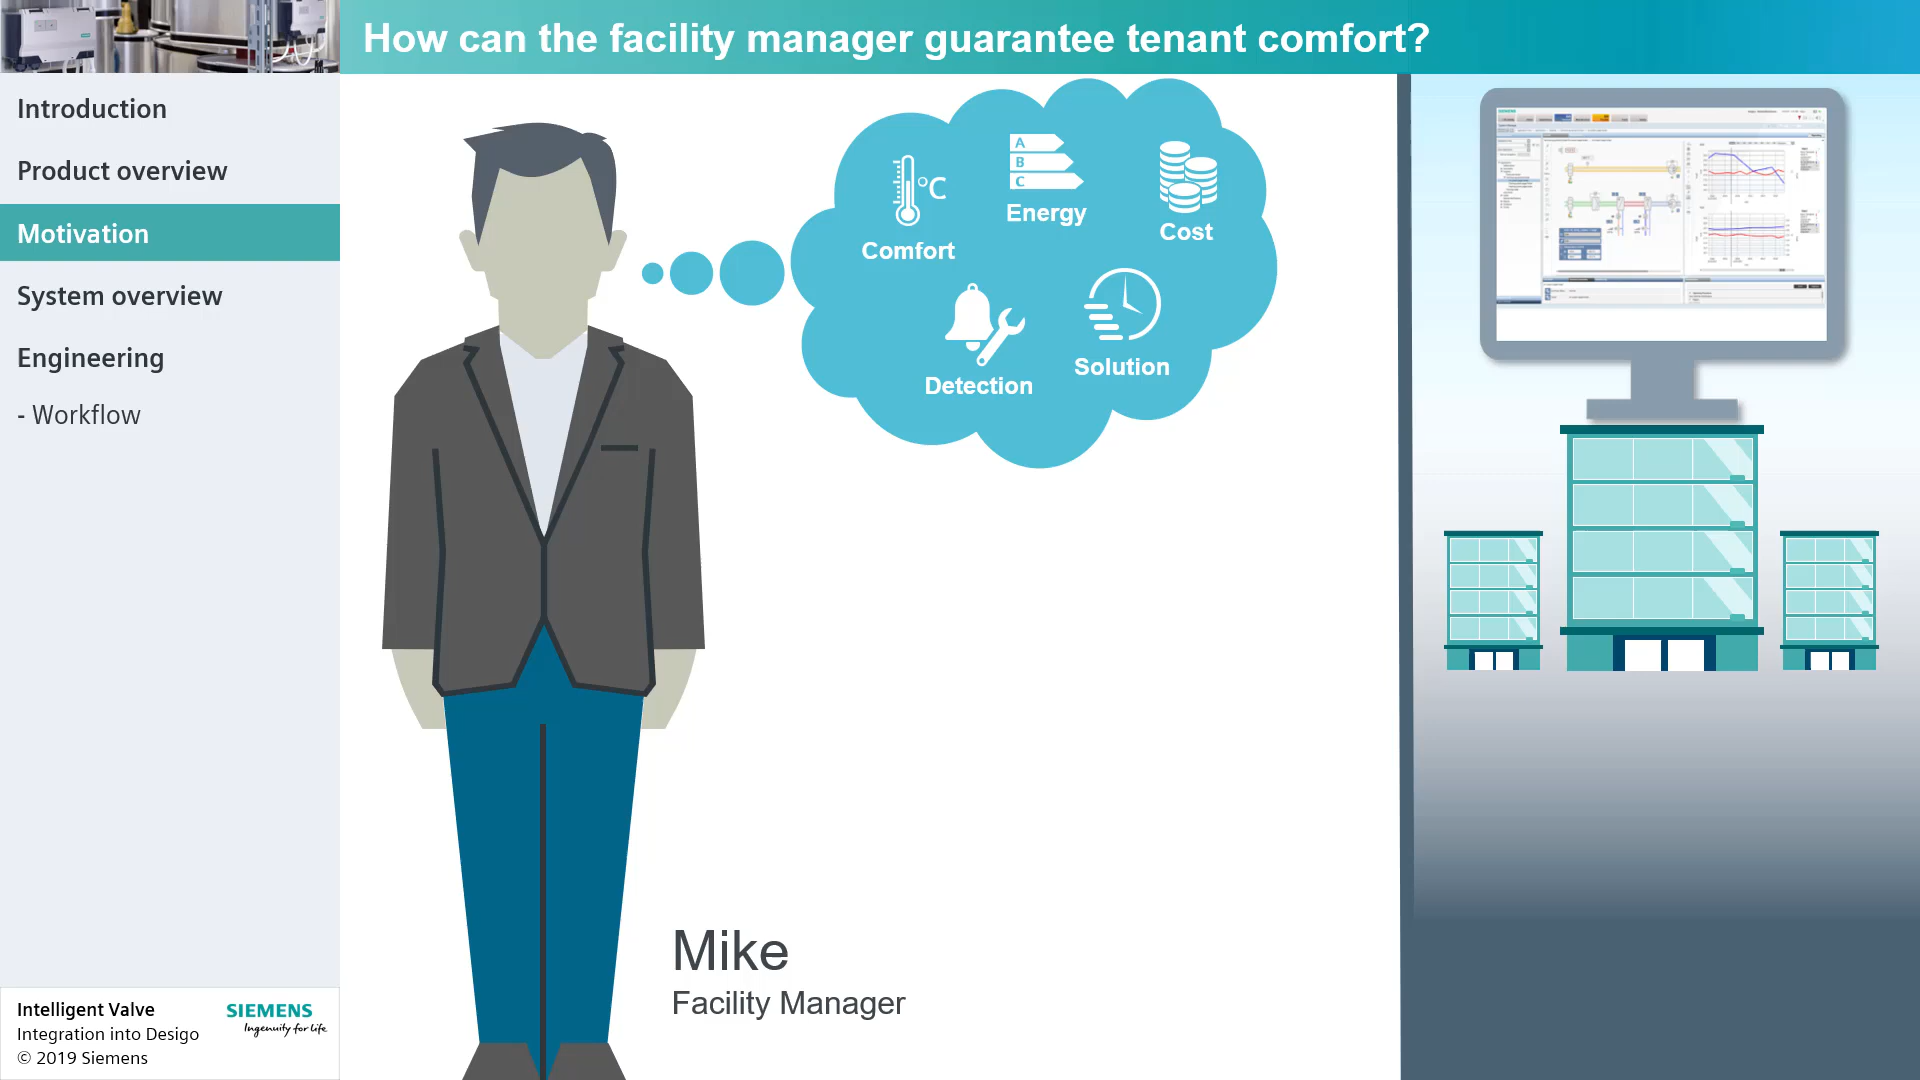 How can the facility manager guarantee tenant comfort?
Introduction
Product overview
Motivation
System overview
Engineering
- Workflow
°C
Comfort
A
B
C
Energy
Cost
Detection
Solution
Mike
Facility Manager
Intelligent Valve
Integration into Desigo
© 2019 Siemens
SIEMENS
Ingenuity for life
SIEMENS